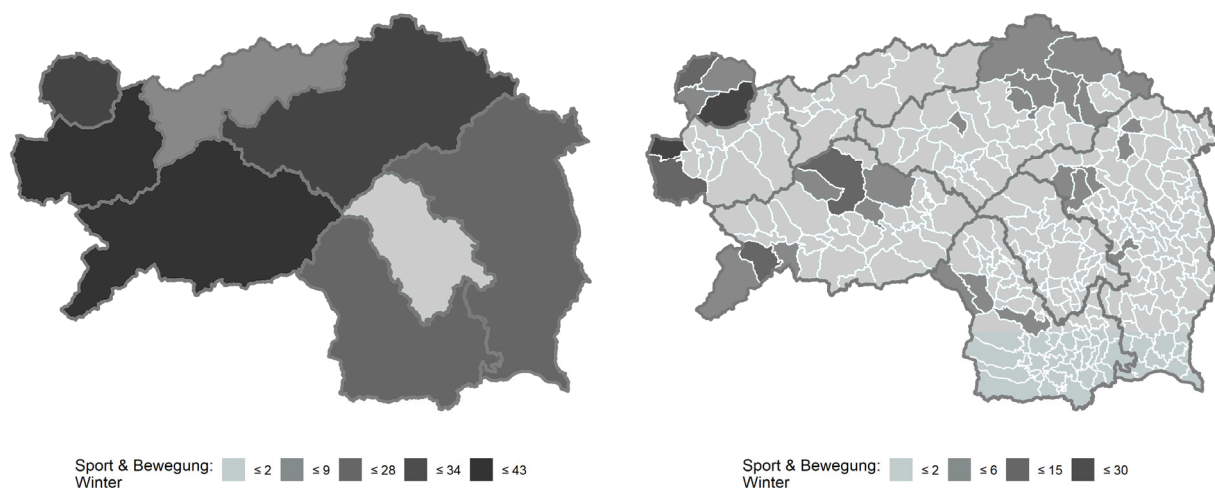 Sport & Bewegung: ≤ 2 ≤ 9 ≤ 28 ≤ 34 ≤ 43
Winter
Sport & Bewegung: ≤ 2 ≤ 6 ≤ 15 ≤ 30
Winter